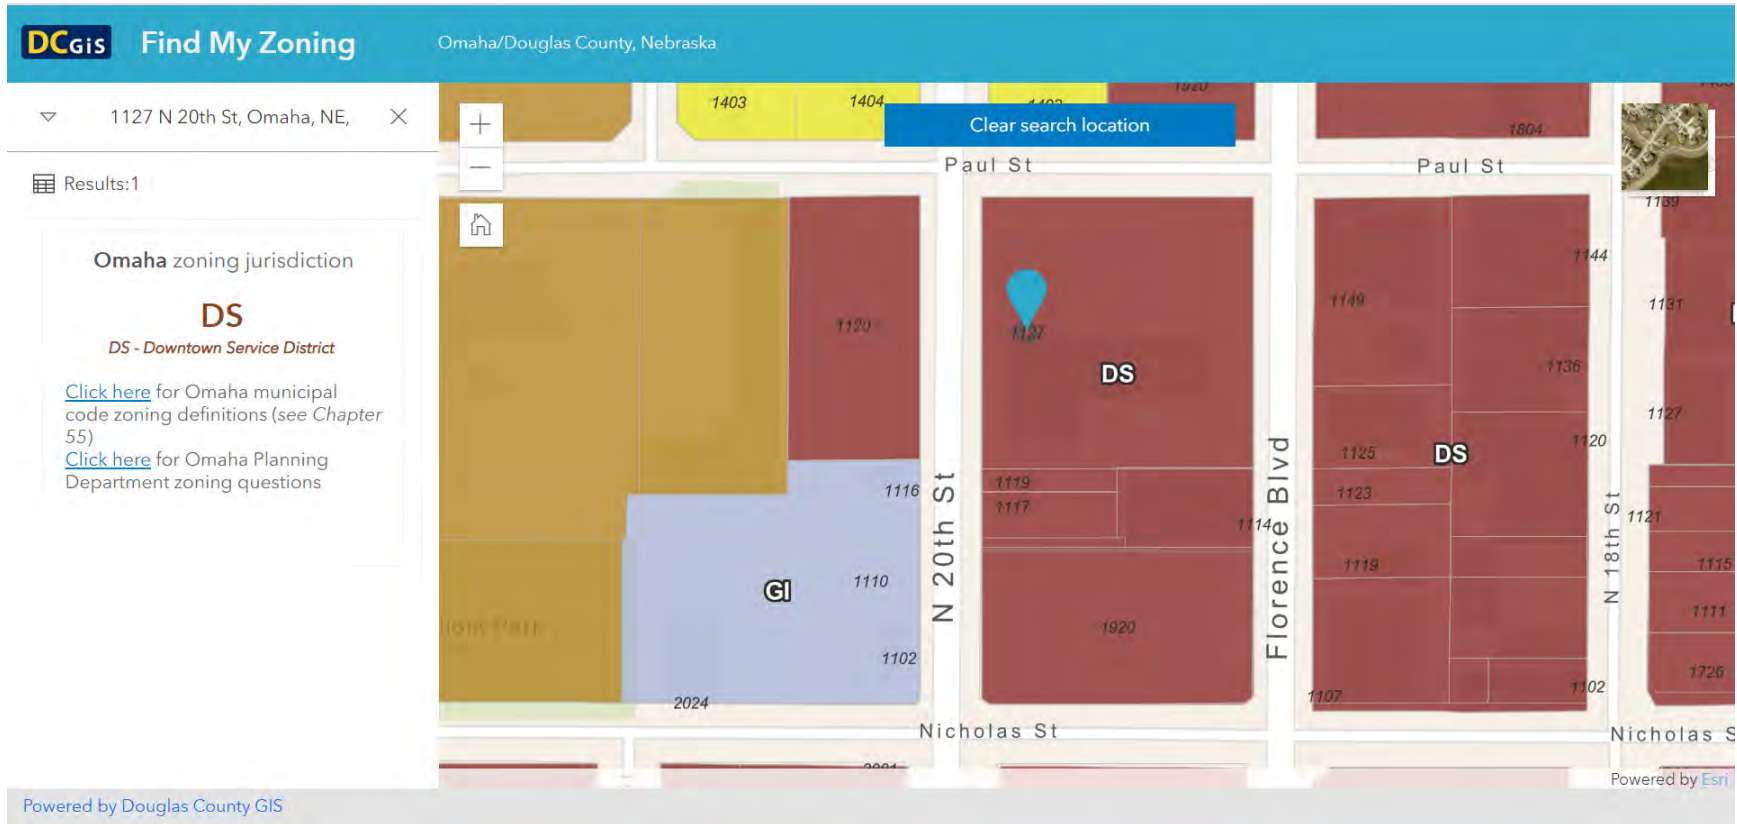 DCGIS Find My Zoning Omaha/Douglas County, Nebraska
1127 N 20th St, Omaha, NE,
Results:1
Omaha zoning jurisdiction
DS
DS - Downtown Service District
Click here for Omaha municipal
code zoning definitions (see Chapter
55)
Click here for Omaha Planning
Department zoning questions
Clear search location
1403
1404
1920
1804
Paul St
Paul St
1139
1144
1149
1131
1120
1127
DS
1136
1127
1125
DS
1120
1116
1119
1123
1117
1114
1121
N 20th St
Florence Blvd
N 18th St
1119
1115
GI
1110
1111
1920
1102
1726
2024
1107
1102
Nicholas St
Nicholas S
Powered by Esri
Powered by Douglas County GIS